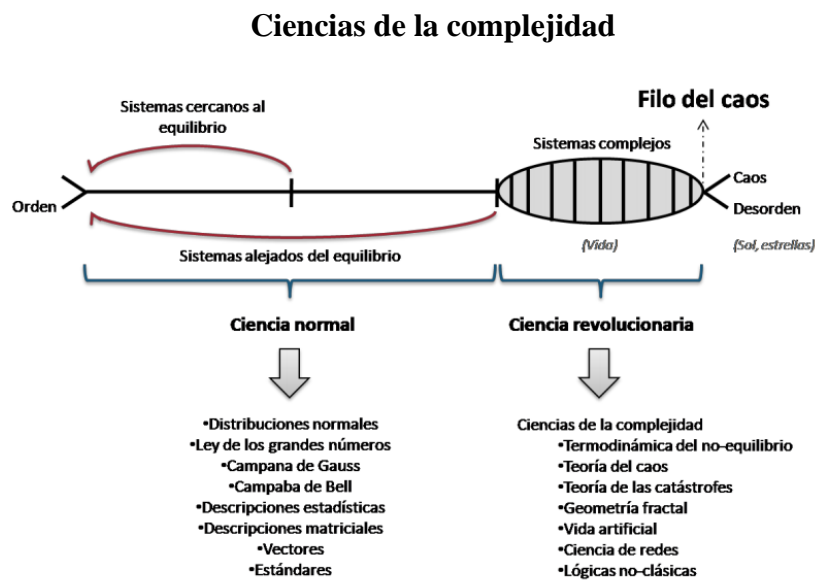 Ciencias de la complejidad
Sistemas cercanos al
equilibrio
Filo del caos
Sistemas complejos
Orden
Caos
Desorden
(Vida)
(Sol, estrellas)
Sistemas alejados del equilibrio
Ciencia normal
•Distribuciones normales
•Ley de los grandes números
•Campana de Gauss
•Campaba de Bell
•Descripciones estadísticas
•Descripciones matriciales
•Vectores
•Estándares
Ciencia revolucionaria
Ciencias de la complejidad
•Termodinámica del no-equilibrio
•Teoría del caos
•Teoría de las catástrofes
•Geometría fractal
•Vida artificial
•Ciencia de redes
•Lógicas no-clásicas